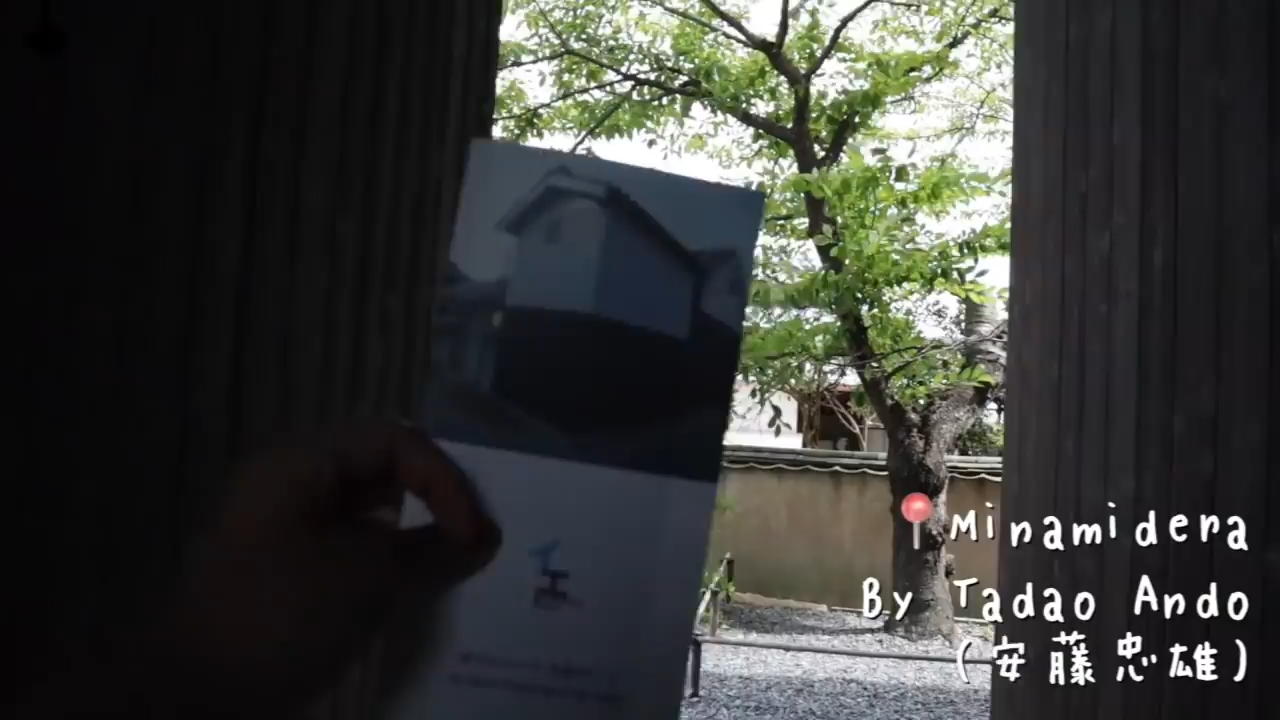 📍Minamidera
By Tadao Ando
(安藤忠雄)